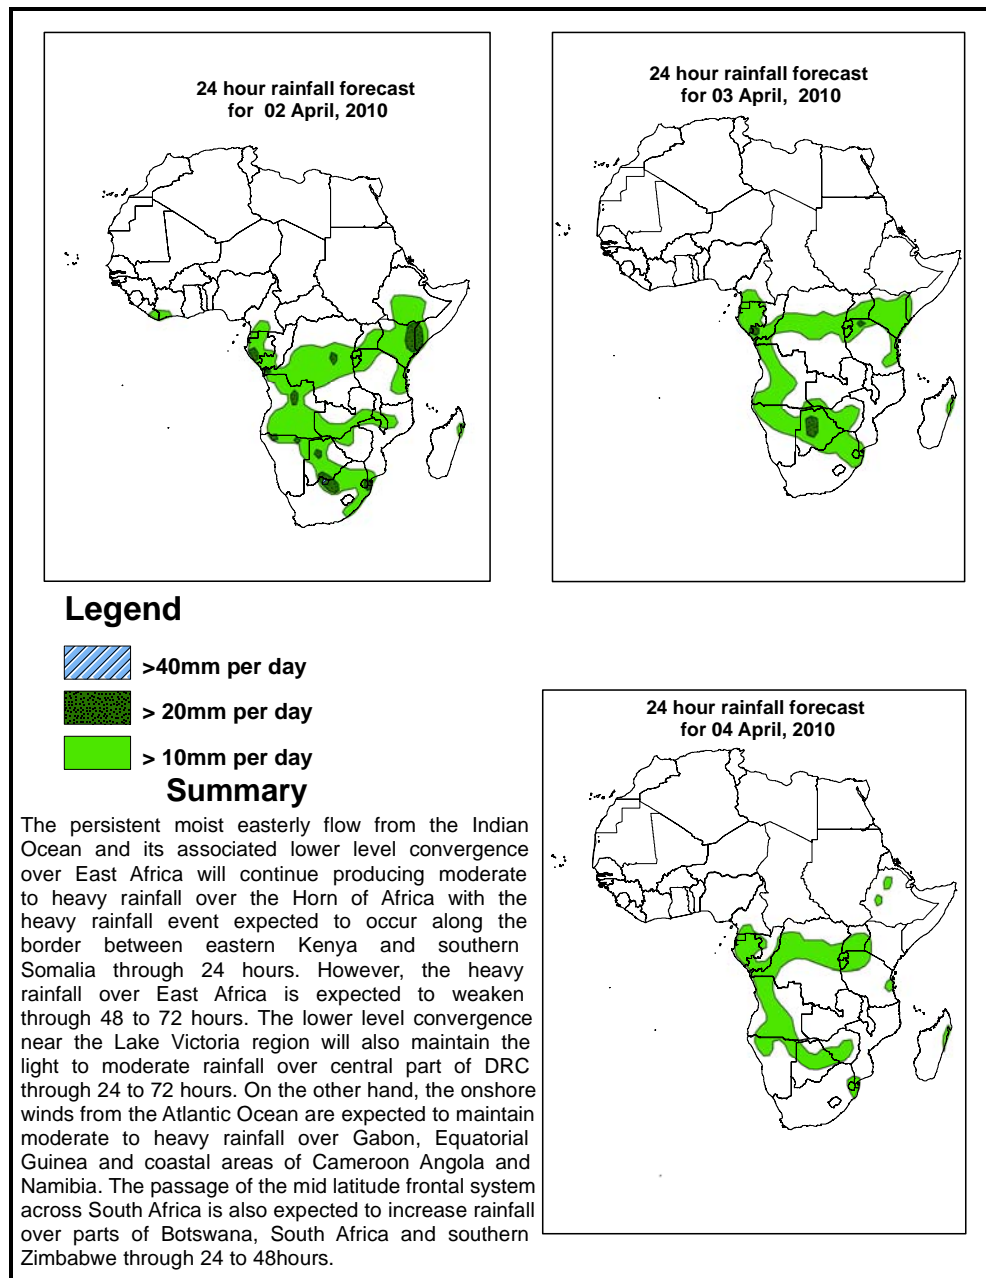 24 hour rainfall forecast
for 02 April, 2010
24 hour rainfall forecast
for 03 April, 2010
Legend
>40mm per day
> 20mm per day
> 10mm per day
24 hour rainfall forecast
for 04 April, 2010
Summary
The persistent moist easterly flow from the Indian
Ocean and its associated lower level convergence
over East Africa will continue producing moderate
to heavy rainfall over the Horn of Africa with the
heavy rainfall event expected to occur along the
border between eastern Kenya and southern
Somalia through 24 hours. However, the heavy
rainfall over East Africa is expected to weaken
through 48 to 72 hours. The lower level convergence
near the Lake Victoria region will also maintain the
light to moderate rainfall over central part of DRC
through 24 to 72 hours. On the other hand, the onshore
winds from the Atlantic Ocean are expected to maintain
moderate to heavy rainfall over Gabon, Equatorial
Guinea and coastal areas of Cameroon Angola and
Namibia. The passage of the mid latitude frontal system
across South Africa is also expected to increase rainfall
over parts of Botswana, South Africa and southern
Zimbabwe through 24 to 48hours.